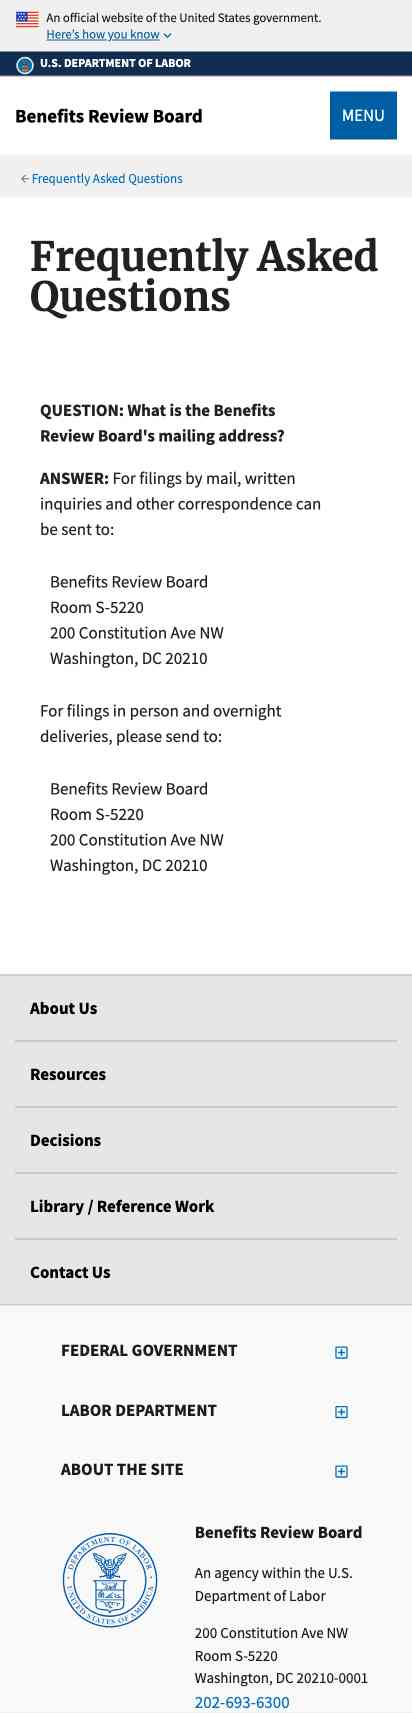 An official website of the United States government.
Here's how you know
U.S. DEPARTMENT OF LABOR
Benefits Review Board
MENU
Frequently Asked Questions
Frequently Asked
Questions
QUESTION: What is the Benefits
Review Board's mailing address?
ANSWER: For filings by mail, written
inquiries and other correspondence can
be sent to:
Benefits Review Board
Room S-5220
200 Constitution Ave NW
Washington, DC 20210
For filings in person and overnight
deliveries, please send to:
Benefits Review Board
Room S-5220
200 Constitution Ave NW
Washington, DC 20210
About Us
Resources
Decisions
Library / Reference Work
Contact Us
FEDERAL GOVERNMENT
LABOR DEPARTMENT
ABOUT THE SITE
DEPARTMENT OF LABOR
UNITED STATES OF AMERICA
Benefits Review Board
An agency within the U.S.
Department of Labor
200 Constitution Ave NW
Room S-5220
Washington, DC 20210-0001
202-693-6300